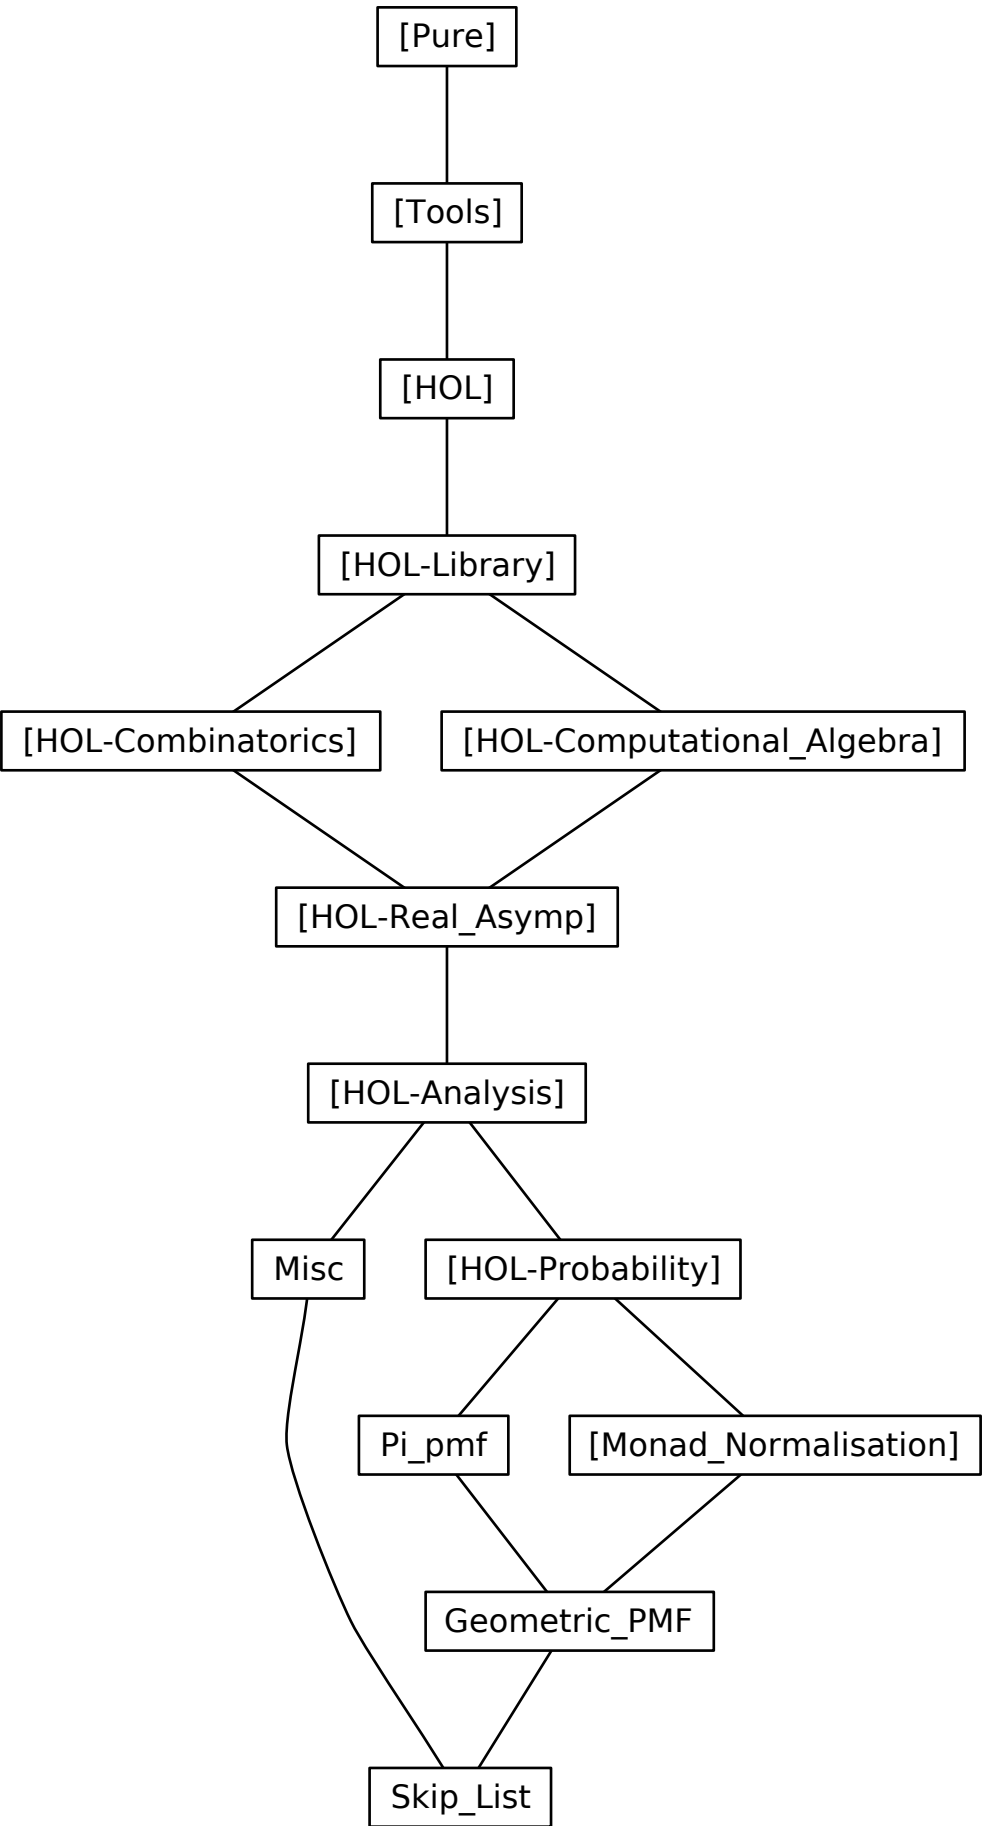 [Pure]
[Tools]
[HOL]
[HOL-Library]
[HOL-Combinatorics]
[HOL-Computational_Algebra]
[HOL-Real_Asymp]
[HOL-Analysis]
Misc
[HOL-Probability]
Pi_pmf
[Monad_Normalisation]
Geometric_PMF
Skip_List